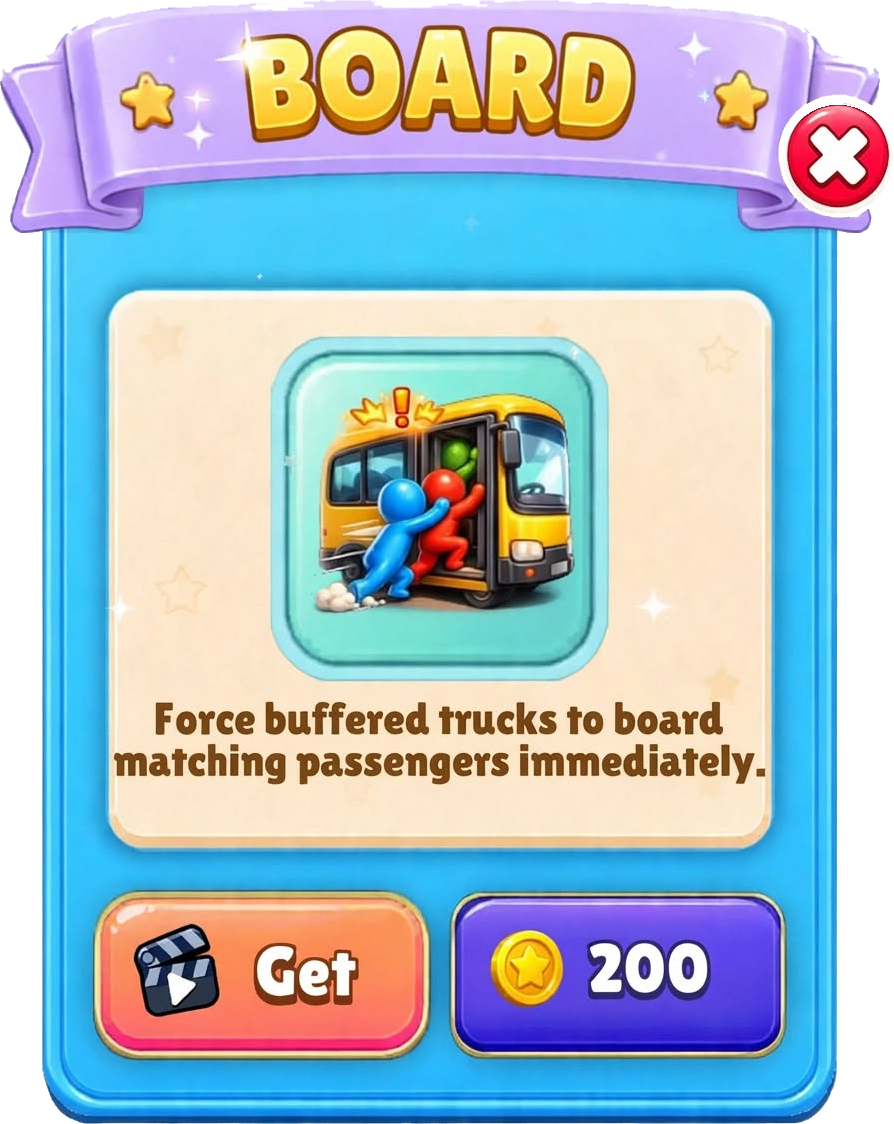 BOARD
Force buffered trucks to board
matching passengers immediately.
Get
200